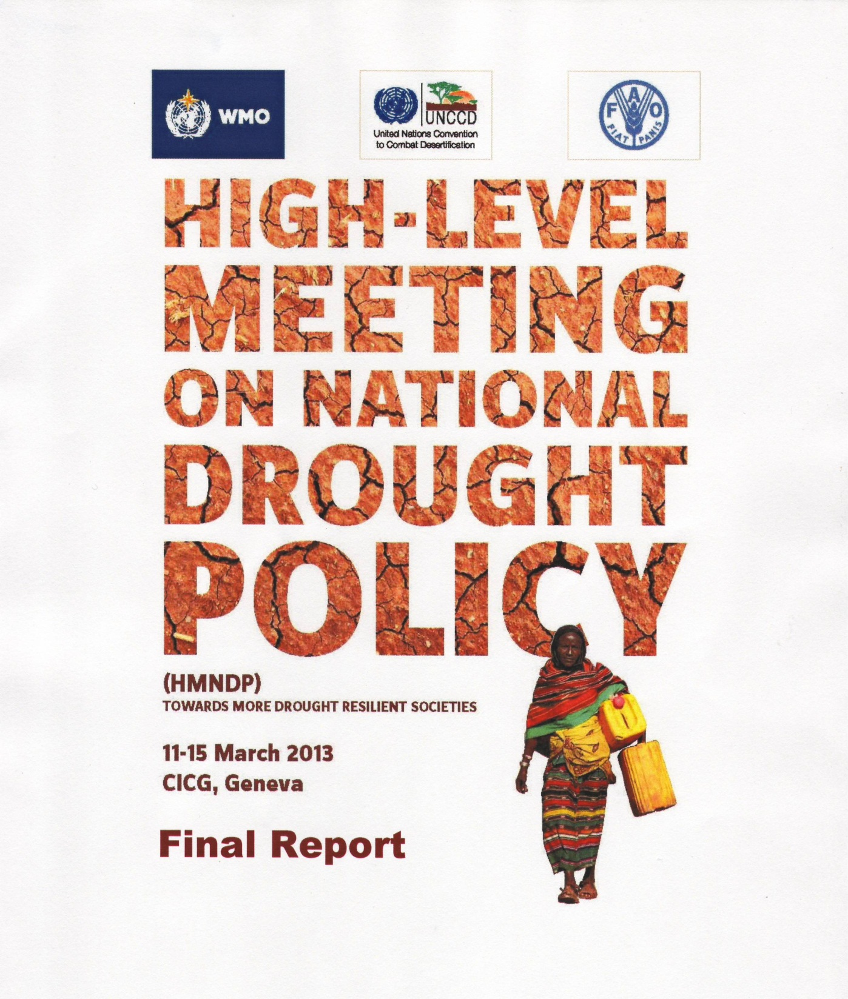 WMO
UNCCD
United Nations Convention
to Combat Desertification
FAO
FIAT PANIS
HIGH-LEVEL
MEETING
ON NATIONAL
DROUGHT
POLICY
(HMNDP)
TOWARDS MORE DROUGHT RESILIENT SOCIETIES
11-15 March 2013
CICG, Geneva
Final Report